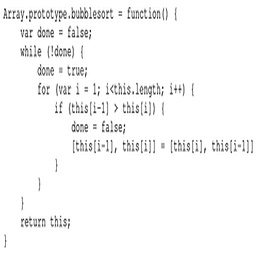 Array.prototype.bubblesort = function() {
    var done = false;
    while (!done) {
        done = true;
        for (var i = 1; i<this.length; i++) {
            if (this[i-1] > this[i]) {
                done = false;
                [this[i-1], this[i]] = [this[i], this[i-1]]
            }
        }
    }
    return this;
}